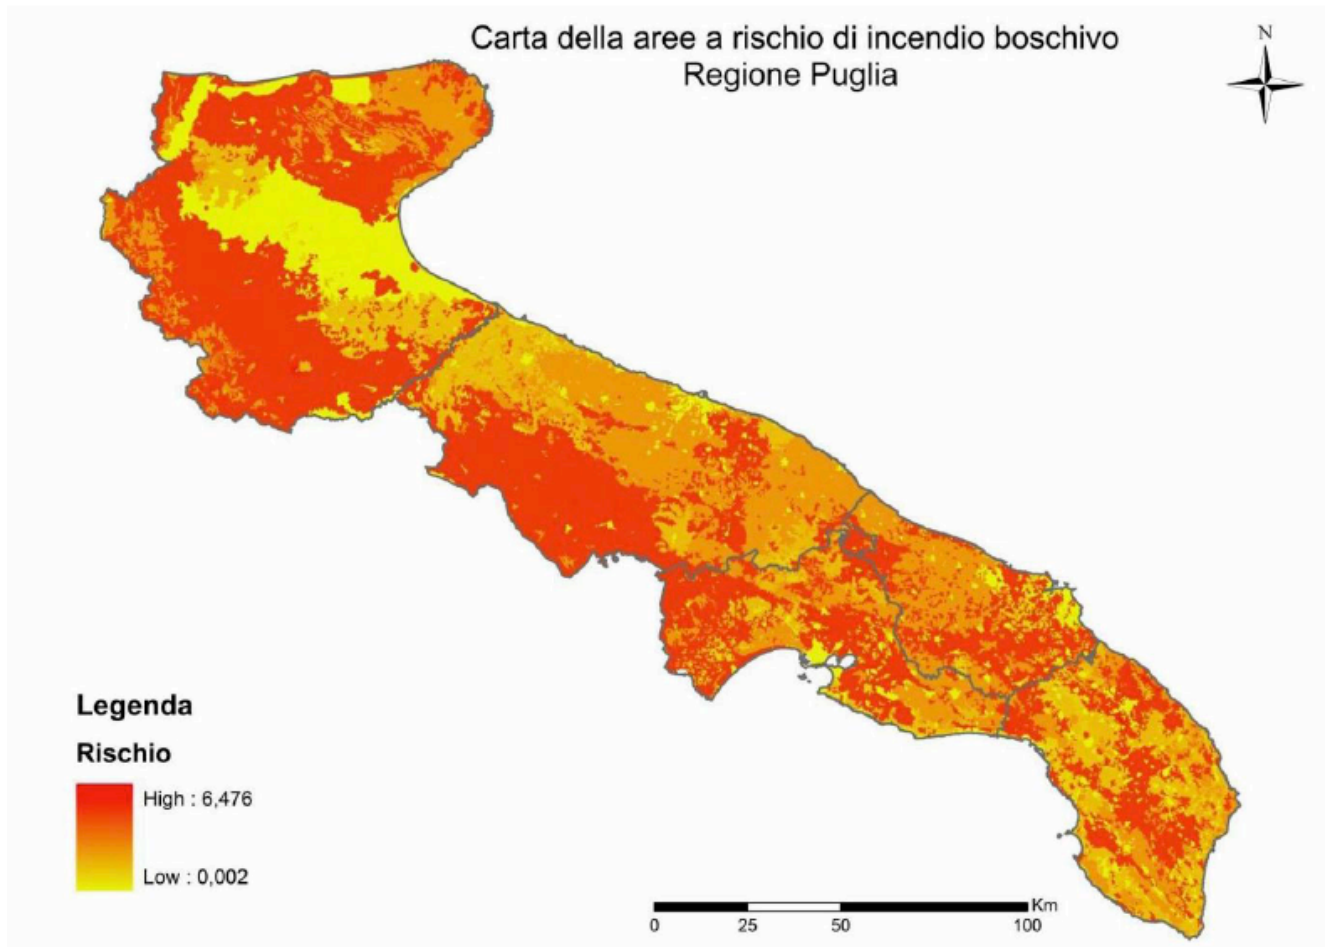 Carta della aree a rischio di incendio boschivo
Regione Puglia
N
Legenda
Rischio
High : 6,476
Low : 0,002
Km
0 25 50 100